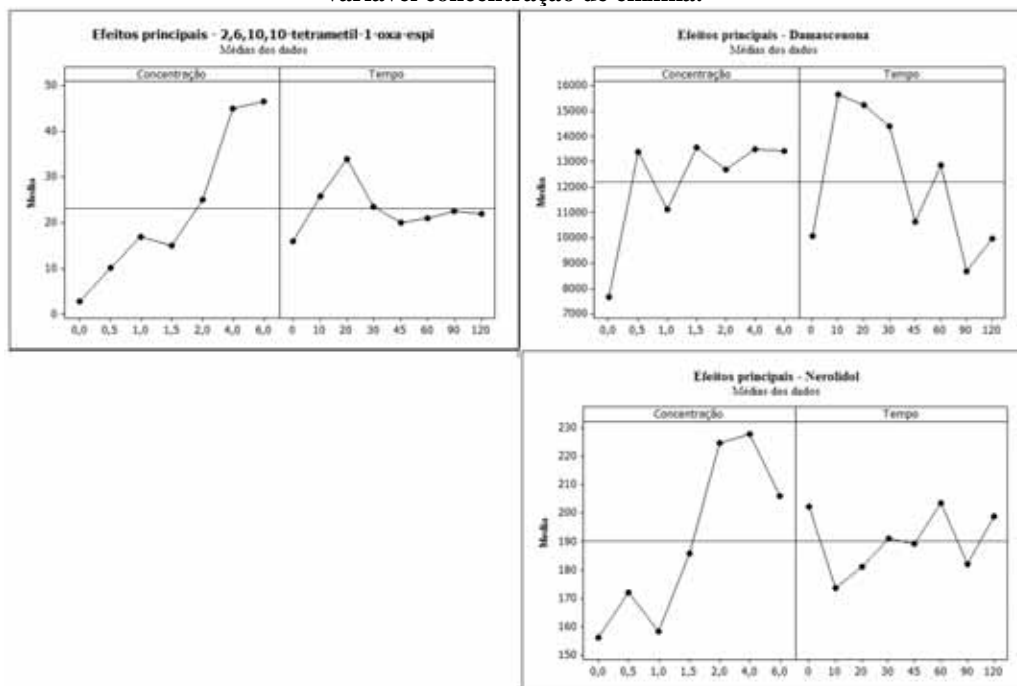 variável concentração de enzima.
Efeitos principais - 2,6,10,10-tetrametil-1-oxa-espi
Médias dos dados
Concentração Tempo
Media
50
40
30
20
10
0
0,0 0,5 1,0 1,5 2,0 4,0 6,0 0 10 20 30 45 60 90 120
Efeitos principais - Damascenona
Médias dos dados
Concentração Tempo
Media
16000
15000
14000
13000
12000
11000
10000
9000
8000
7000
0,0 0,5 1,0 1,5 2,0 4,0 6,0 0 10 20 30 45 60 90 120
Efeitos principais - Nerolidol
Médias dos dados
Concentração Tempo
Media
230
220
210
200
190
180
170
160
150
0,0 0,5 1,0 1,5 2,0 4,0 6,0 0 10 20 30 45 60 90 120